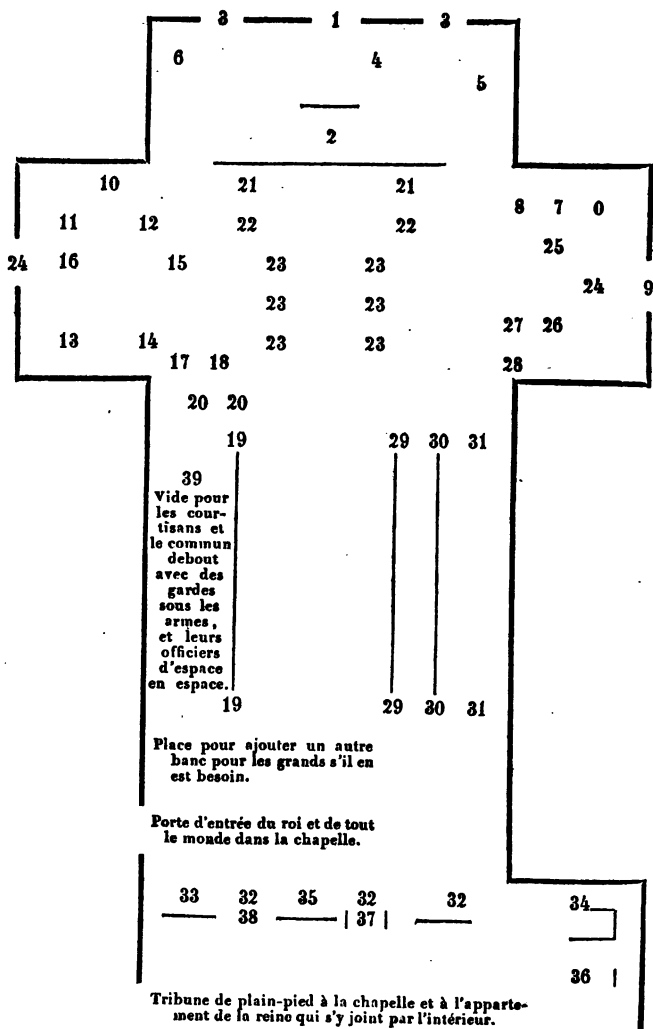 3 1 3
6 4
5
2
10 21 21
8 7 0
11 12 22 22
25
24 16 15 23 23
24 9
23 23
27 26
13 14 23 23
17 18 28
20 20
19 29 30 31
39
Vide pour
les cour-
tisans et
le commun
debout
avec des
gardes
sous les
armes,
et leurs
officiers
d'espace
en espace.
19 29 30 31
Place pour ajouter un autre
banc pour les grands s'il en
est besoin.
Porte d'entrée du roi et de tout
le monde dans la chapelle.
33 32 35 32 32 34
38 37
36
Tribune de plain-pied à la chapelle et à l'apparte-
ment de la reine qui s'y joint par l'intérieur.